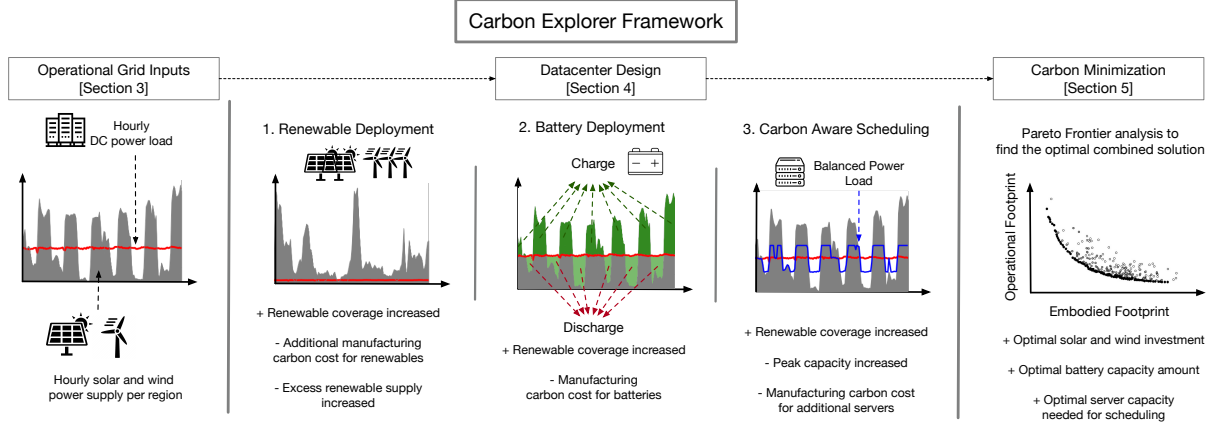 Carbon Explorer Framework
Operational Grid Inputs
[Section 3]
Datacenter Design
[Section 4]
Carbon Minimization
[Section 5]
Hourly
DC power load
Hourly solar and wind
power supply per region
1. Renewable Deployment
+ Renewable coverage increased
- Additional manufacturing
carbon cost for renewables
- Excess renewable supply
increased
2. Battery Deployment
Charge
Discharge
+ Renewable coverage increased
- Manufacturing
carbon cost for batteries
3. Carbon Aware Scheduling
Balanced Power
Load
+ Renewable coverage increased
- Peak capacity increased
- Manufacturing carbon cost
for additional servers
Pareto Frontier analysis to
find the optimal combined solution
Operational Footprint
Embodied Footprint
+ Optimal solar and wind investment
+ Optimal battery capacity amount
+ Optimal server capacity
needed for scheduling